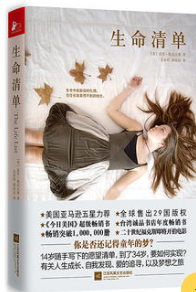 生命清单
The Life List
★美国亚马逊五星力荐
★全球售出29国版权
★《今日美国》超级畅销书
★台湾诚品书店年度畅销书
★畅销突破1,000,000册
★二十世纪福克斯即将开拍电影
你是否还记得童年的梦？
14岁随手写下的愿望清单，到了34岁，要如何实现？
有关人生成长、自我发现、爱的追寻，以及梦想之旅